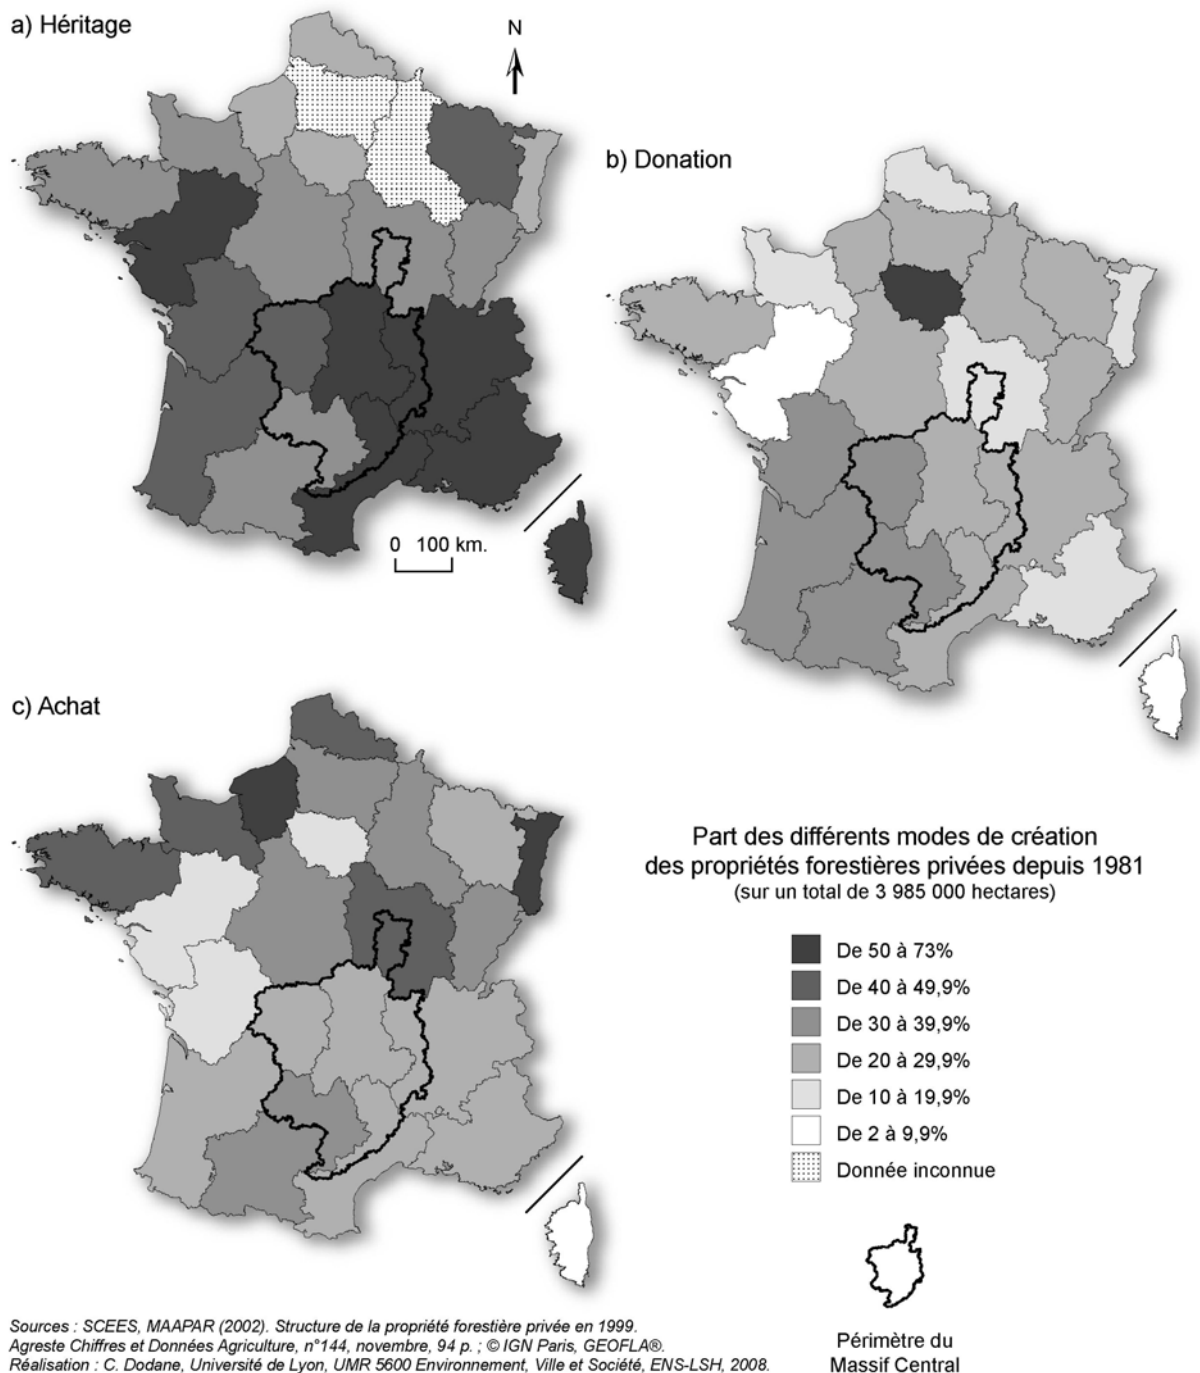 a) Héritage
N
b) Donation
0 100 km.
c) Achat
Part des différents modes de création
des propriétés forestières privées depuis 1981
(sur un total de 3 985 000 hectares)
De 50 à 73%
De 40 à 49,9%
De 30 à 39,9%
De 20 à 29,9%
De 10 à 19,9%
De 2 à 9,9%
Donnée inconnue
Périmètre du
Massif Central
Sources : SCEES, MAAPAR (2002). Structure de la propriété forestière privée en 1999.
Agreste Chiffres et Données Agriculture, n°144, novembre, 94 p. ; © IGN Paris, GEOFLA®.
Réalisation : C. Dodane, Université de Lyon, UMR 5600 Environnement, Ville et Société, ENS-LSH, 2008.